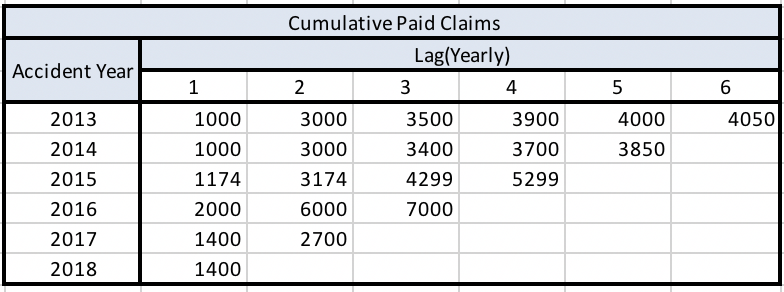 Cumulative Paid Claims
Accident Year Lag(Yearly)
1 2 3 4 5 6
2013 1000 3000 3500 3900 4000 4050
2014 1000 3000 3400 3700 3850
2015 1174 3174 4299 5299
2016 2000 6000 7000
2017 1400 2700
2018 1400